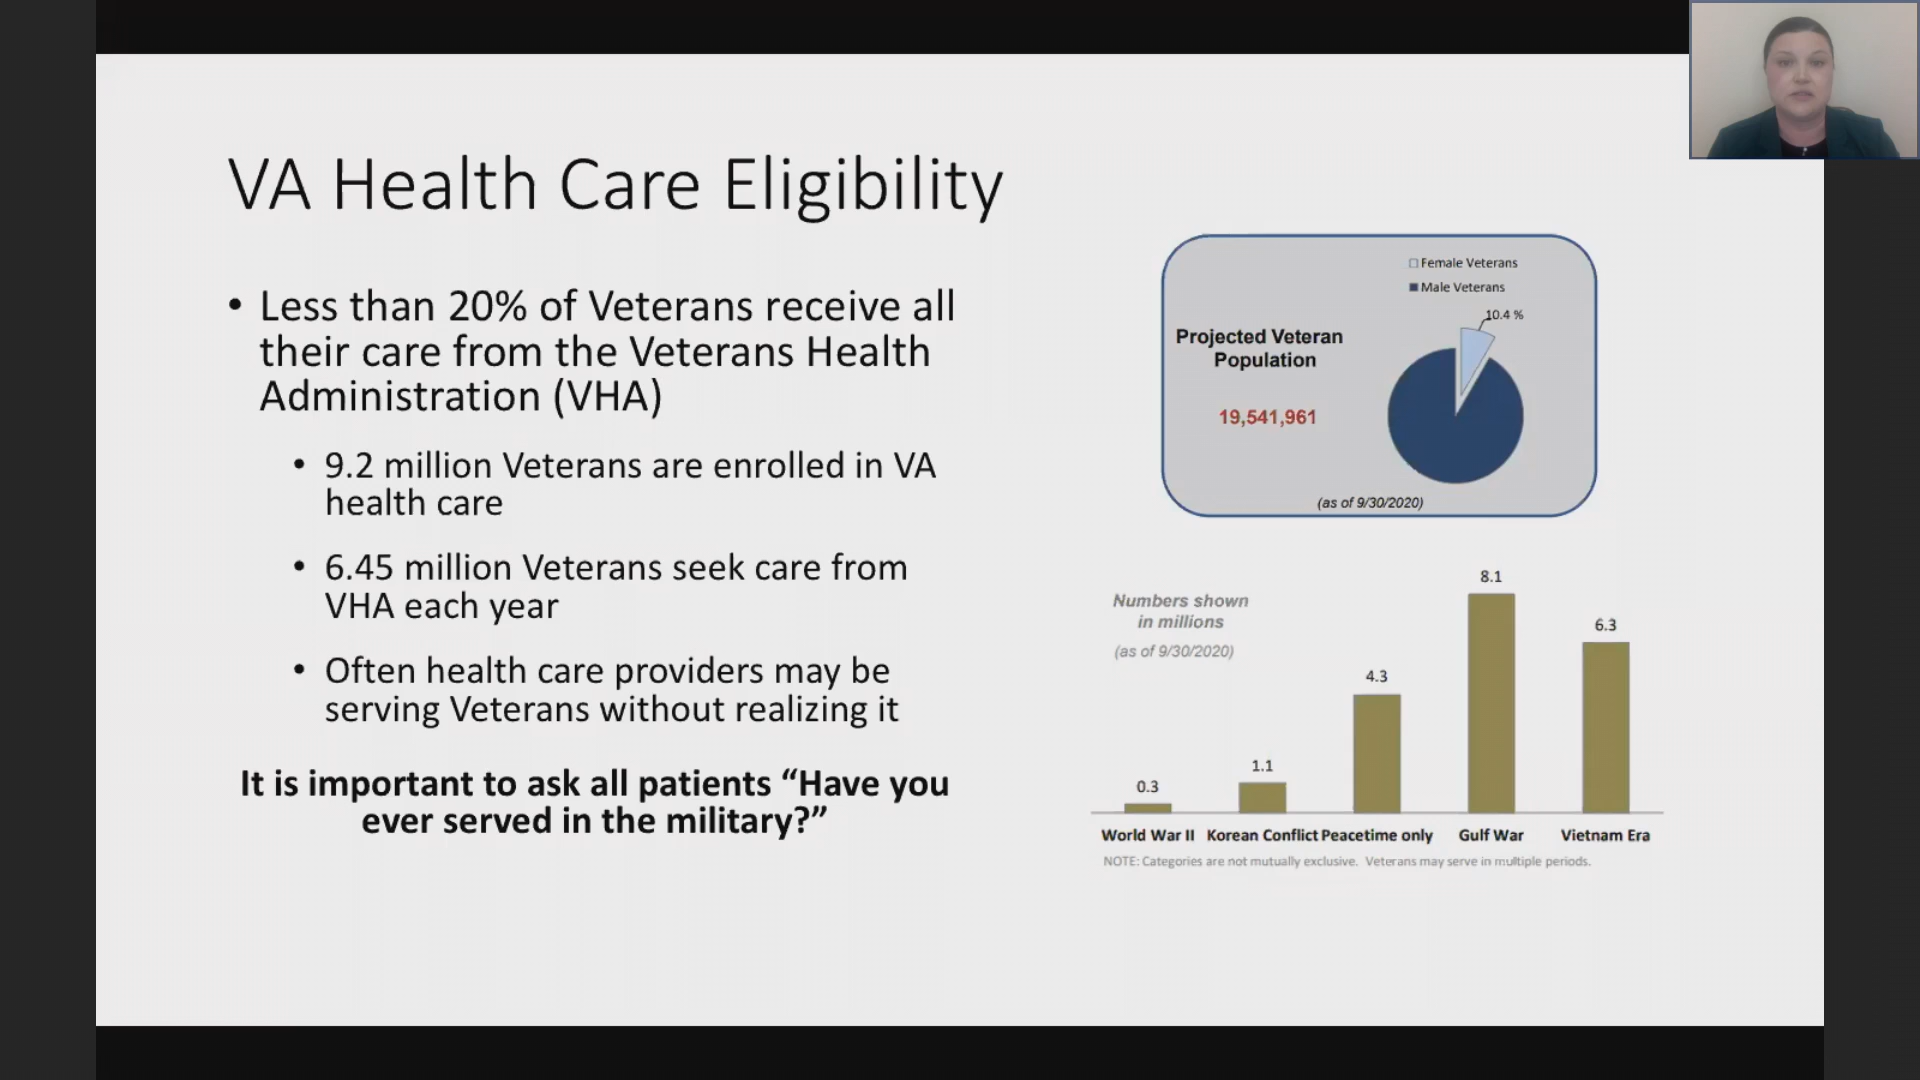 VA Health Care Eligibility
• Less than 20% of Veterans receive all
their care from the Veterans Health
Administration (VHA)
• 9.2 million Veterans are enrolled in VA
health care
• 6.45 million Veterans seek care from
VHA each year
• Often health care providers may be
serving Veterans without realizing it
It is important to ask all patients “Have you
ever served in the military?”
Female Veterans
Male Veterans
10.4 %
Projected Veteran
Population
19,541,961
(as of 9/30/2020)
Numbers shown
in millions
(as of 9/30/2020)
0.3
1.1
4.3
8.1
6.3
World War II Korean Conflict Peacetime only Gulf War Vietnam Era
NOTE: Categories are not mutually exclusive. Veterans may serve in multiple periods.